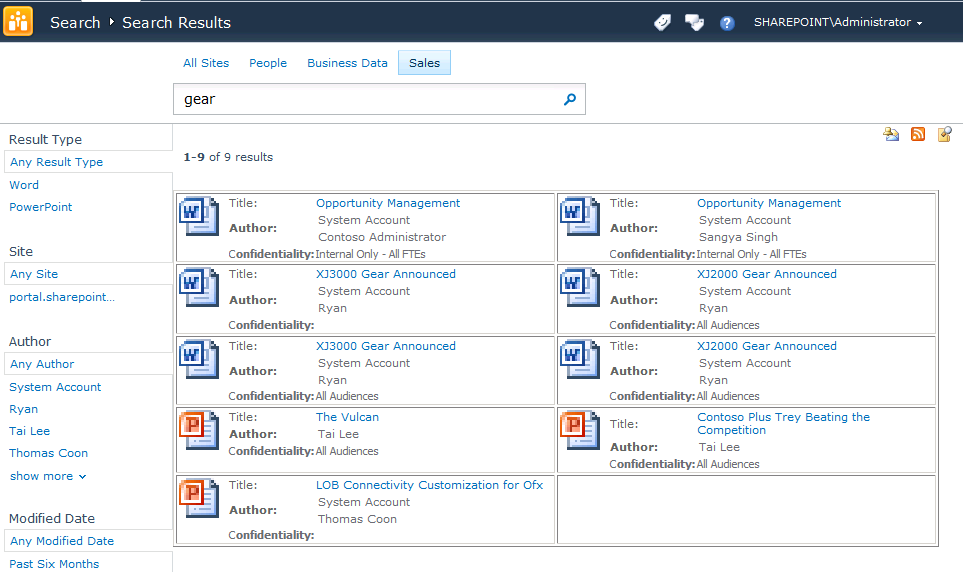 Search Search Results
SHAREPOINT\Administrator
All Sites People Business Data Sales
gear
Result Type
Any Result Type
Word
PowerPoint
Site
Any Site
portal.sharepoint...
Author
Any Author
System Account
Ryan
Tai Lee
Thomas Coon
show more
Modified Date
Any Modified Date
Past Six Months
1-9 of 9 results
Title: Opportunity Management
Author: System Account
Contoso Administrator
Confidentiality: Internal Only - All FTEs
Title: Opportunity Management
Author: System Account
Sangya Singh
Confidentiality: Internal Only - All FTEs
Title: XJ3000 Gear Announced
Author: System Account
Ryan
Confidentiality:
Title: XJ2000 Gear Announced
Author: System Account
Ryan
Confidentiality: All Audiences
Title: XJ3000 Gear Announced
Author: System Account
Ryan
Confidentiality: All Audiences
Title: XJ2000 Gear Announced
Author: System Account
Ryan
Confidentiality: All Audiences
Title: The Vulcan
Author: Tai Lee
Confidentiality: All Audiences
Title: Contoso Plus Trey Beating the
Competition
Author: Tai Lee
Confidentiality: All Audiences
Title: LOB Connectivity Customization for Ofx
Author: System Account
Thomas Coon
Confidentiality: